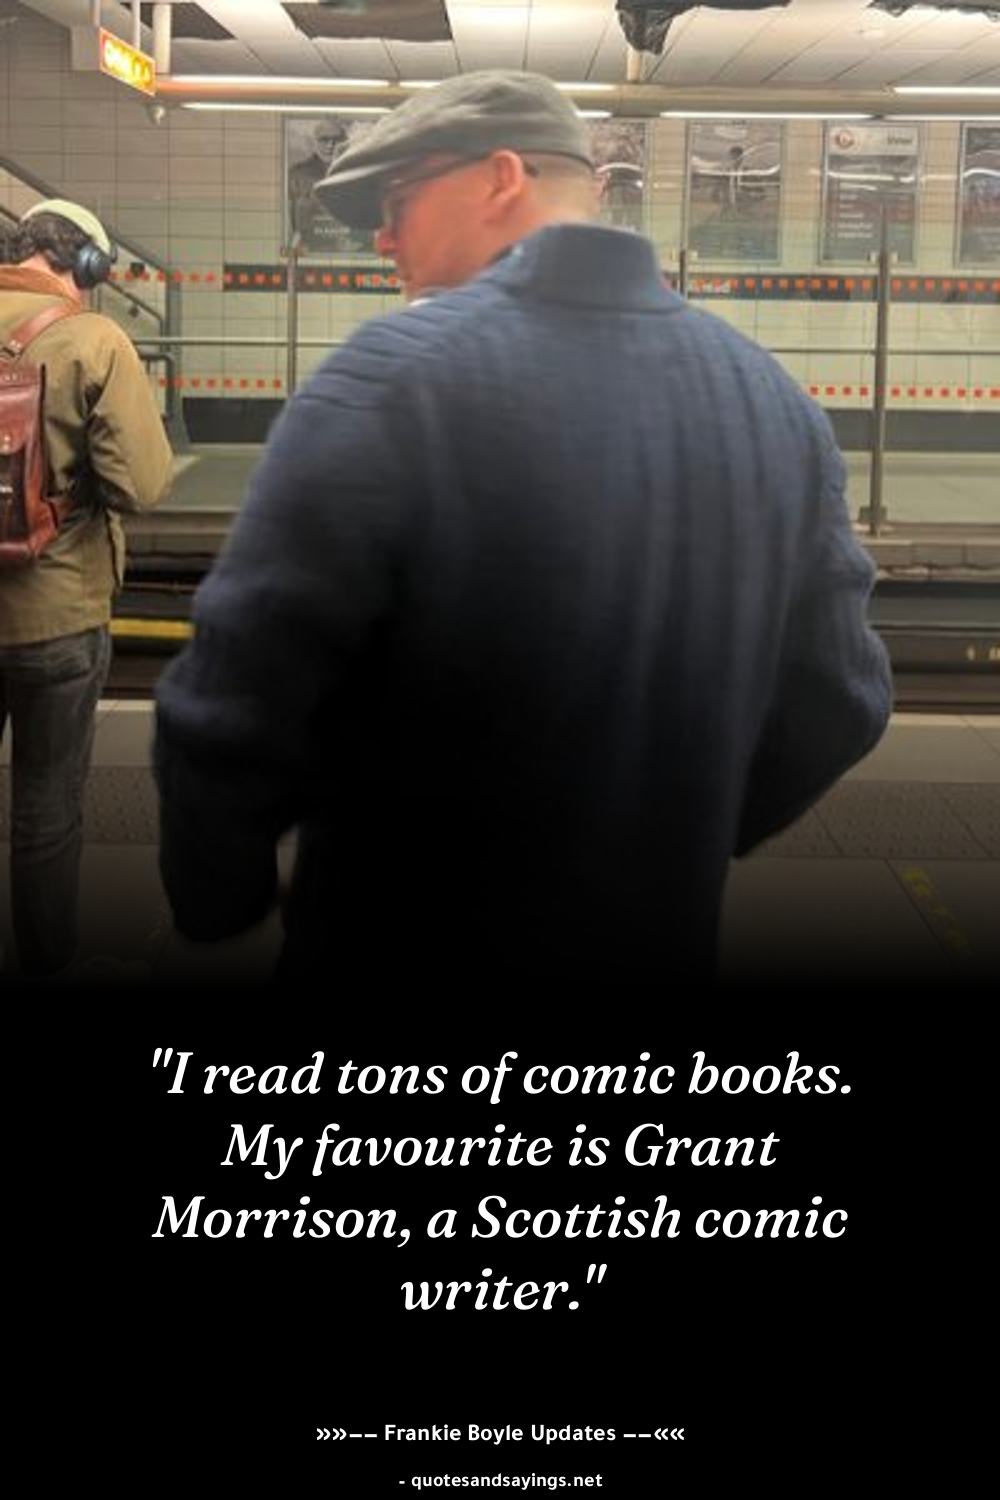 "I read tons of comic books.
My favourite is Grant
Morrison, a Scottish comic
writer."
»»−− Frankie Boyle Updates −−««
- quotesandsayings.net